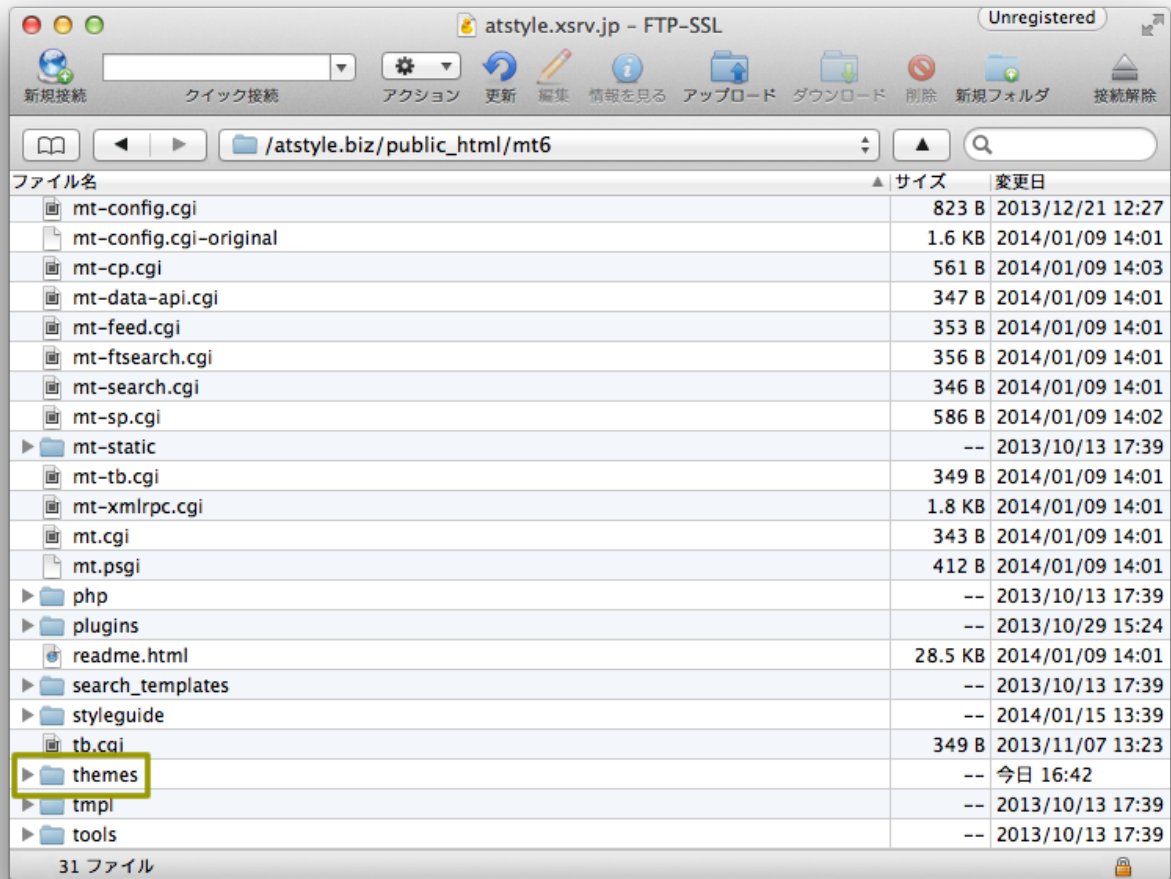 atstyle.xsrv.jp – FTP-SSL
Unregistered
新規接続 クイック接続 アクション 更新 編集 情報を見る アップロード ダウンロード 削除 新規フォルダ 接続解除
/atstyle.biz/public_html/mt6
ファイル名 サイズ 変更日
mt-config.cgi 823 B 2013/12/21 12:27
mt-config.cgi-original 1.6 KB 2014/01/09 14:01
mt-cp.cgi 561 B 2014/01/09 14:03
mt-data-api.cgi 347 B 2014/01/09 14:01
mt-feed.cgi 353 B 2014/01/09 14:01
mt-ftsearch.cgi 356 B 2014/01/09 14:01
mt-search.cgi 346 B 2014/01/09 14:01
mt-sp.cgi 586 B 2014/01/09 14:02
mt-static -- 2013/10/13 17:39
mt-tb.cgi 349 B 2014/01/09 14:01
mt-xmlrpc.cgi 1.8 KB 2014/01/09 14:01
mt.cgi 343 B 2014/01/09 14:01
mt.psgi 412 B 2014/01/09 14:01
php -- 2013/10/13 17:39
plugins -- 2013/10/29 15:24
readme.html 28.5 KB 2014/01/09 14:01
search_templates -- 2013/10/13 17:39
styleguide -- 2014/01/15 13:39
tb.cgi 349 B 2013/11/07 13:23
themes -- 今日 16:42
tmpl -- 2013/10/13 17:39
tools -- 2013/10/13 17:39
31 ファイル